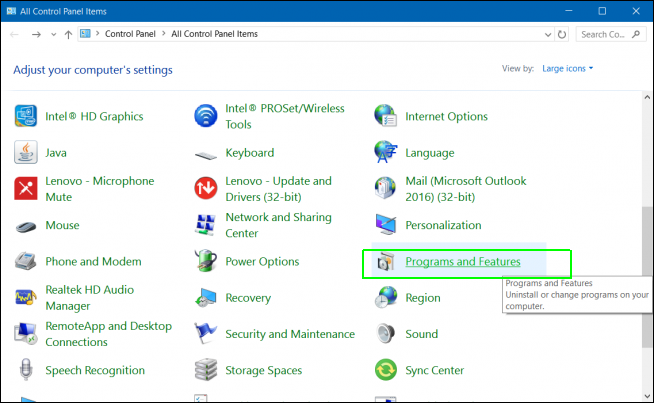 All Control Panel Items
Control Panel > All Control Panel Items
Search Co...
Adjust your computer's settings
View by: Large icons
Intel® HD Graphics
Intel® PROSet/Wireless
Tools
Internet Options
Java
Keyboard
Language
Lenovo - Microphone
Mute
Lenovo - Update and
Drivers (32-bit)
Mail (Microsoft Outlook
2016) (32-bit)
Mouse
Network and Sharing
Center
Personalization
Phone and Modem
Power Options
Programs and Features
Programs and Features
Uninstall or change programs on your
computer.
Realtek HD Audio
Manager
Recovery
Region
RemoteApp and Desktop
Connections
Security and Maintenance
Sound
Speech Recognition
Storage Spaces
Sync Center